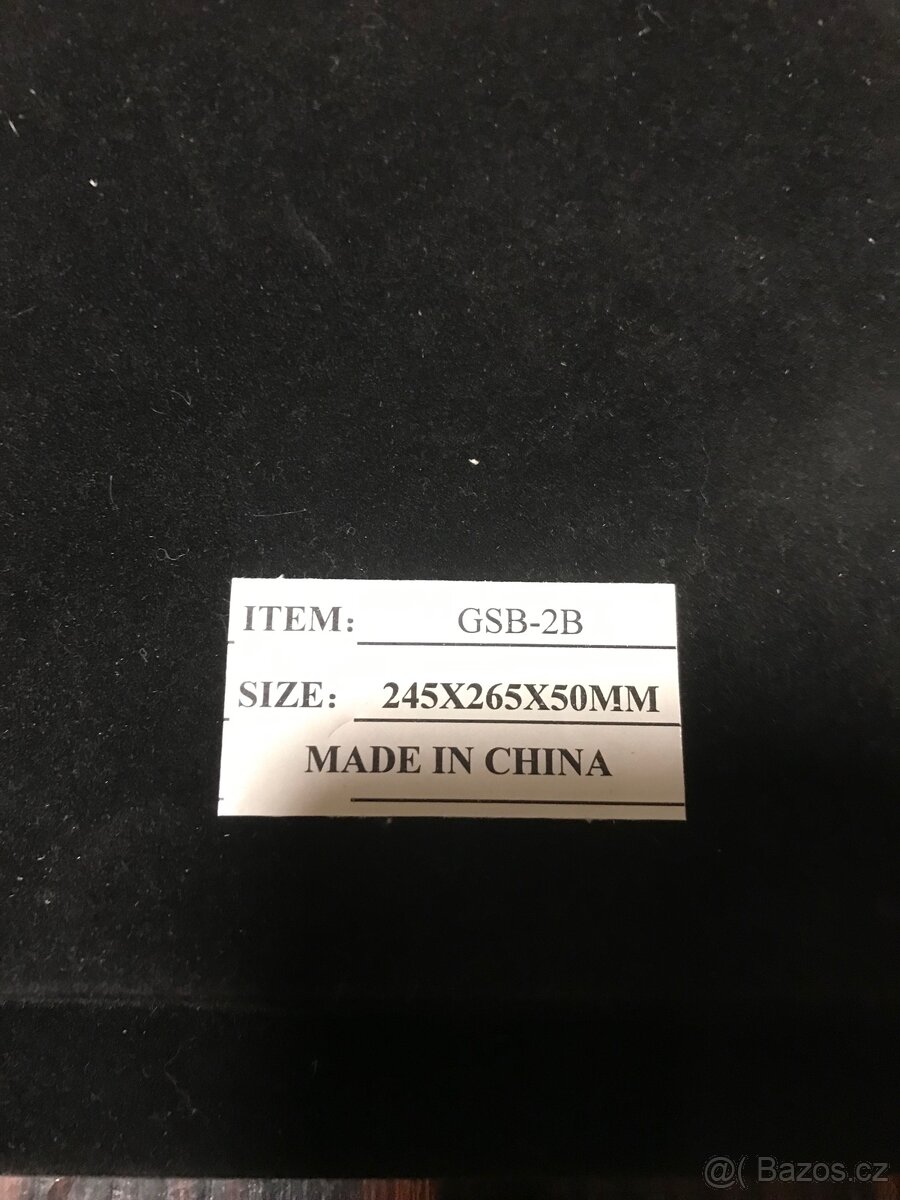 ITEM: GSB-2B
SIZE: 245X265X50MM
MADE IN CHINA
@( Bazos.cz